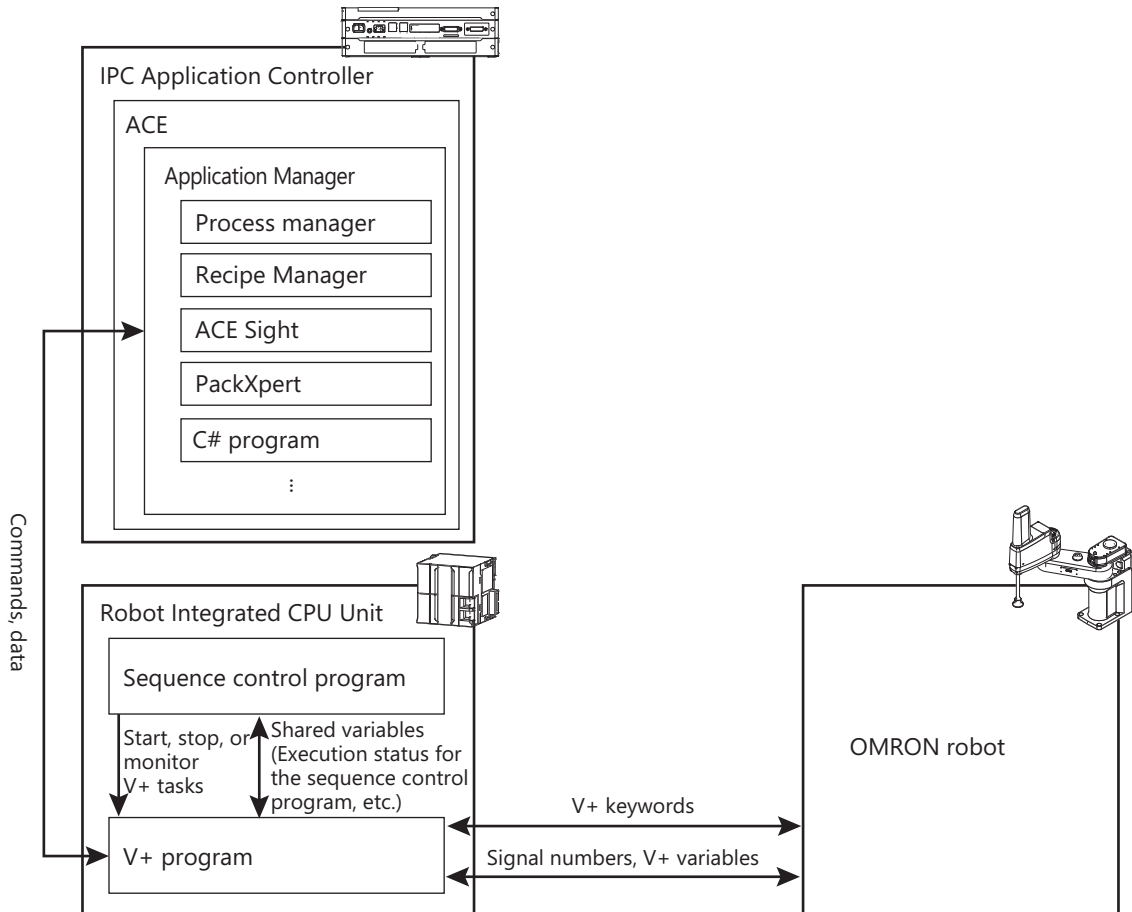 IPC Application Controller
ACE
Application Manager
Process manager
Recipe Manager
ACE Sight
PackXpert
C# program
⋮
Commands, data
Robot Integrated CPU Unit
Sequence control program
Start, stop, or
monitor
V+ tasks
Shared variables
(Execution status for
the sequence control
program, etc.)
V+ program
V+ keywords
Signal numbers, V+ variables
OMRON robot